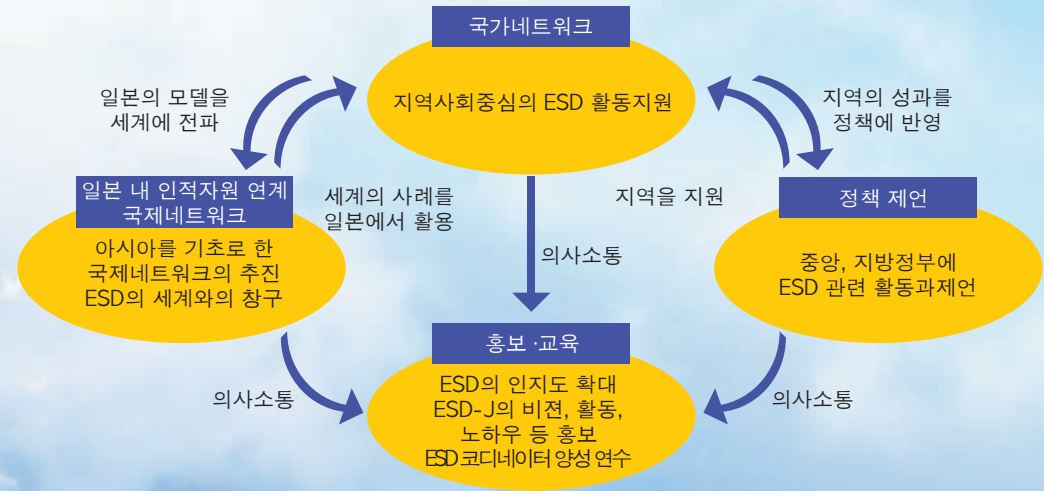 국가네트워크
지역사회중심의 ESD 활동지원
일본의 모델을
세계에 전파
지역의 성과를
정책에 반영
일본 내 인적자원 연계
국제네트워크
아시아를 기초로 한
국제네트워크의 추진
ESD의 세계와의 창구
세계의 사례를
일본에서 활용
지역을 지원
정책 제언
중앙, 지방정부에
ESD 관련 활동과제언
의사소통
홍보 ·교육
ESD의 인지도 확대
ESD-J의 비젼, 활동,
노하우 등 홍보
ESD 코디네이터 양성 연수
의사소통
의사소통